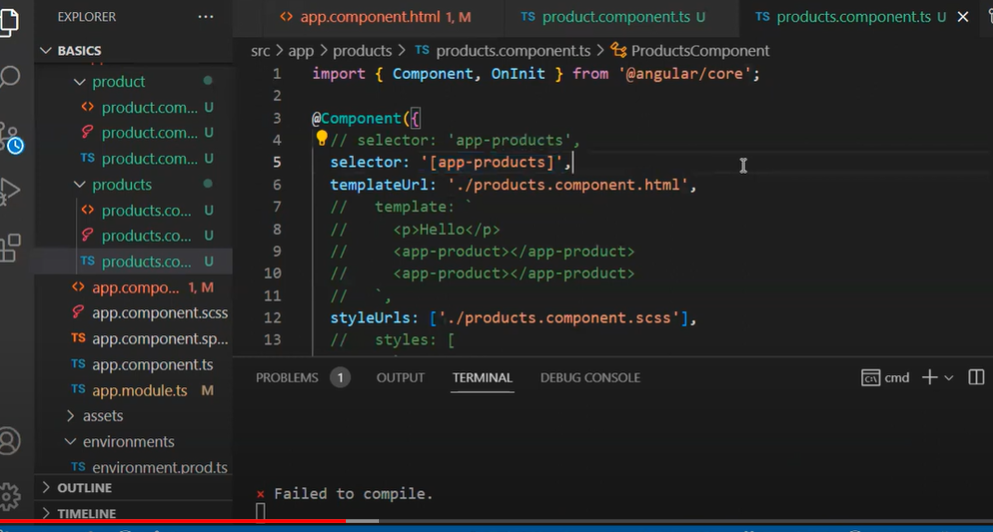 EXPLORER ...
BASICS
product
<> product.com... U
product.com... U
TS product.com... U
products
<> products.co... U
products.co... U
TS products.co... U
<> app.compo... 1, M
app.component.scss
TS app.component.sp...
TS app.component.ts
TS app.module.ts M
assets
environments
TS environment.prod.ts
OUTLINE
TIMELINE
<> app.component.html 1, M
TS product.component.ts U
TS products.component.ts U
src > app > products > TS products.component.ts > ProductsComponent
1 import { Component, OnInit } from '@angular/core';
2
3 @Component({
4 // selector: 'app-products',
5 selector: '[app-products]',
6 templateUrl: './products.component.html',
7 // template: `
8 // <p>Hello</p>
9 // <app-product></app-product>
10 // <app-product></app-product>
11 // `,
12 styleUrls: ['./products.component.scss'],
13 // styles: [
PROBLEMS 1 OUTPUT TERMINAL DEBUG CONSOLE cmd
× Failed to compile.